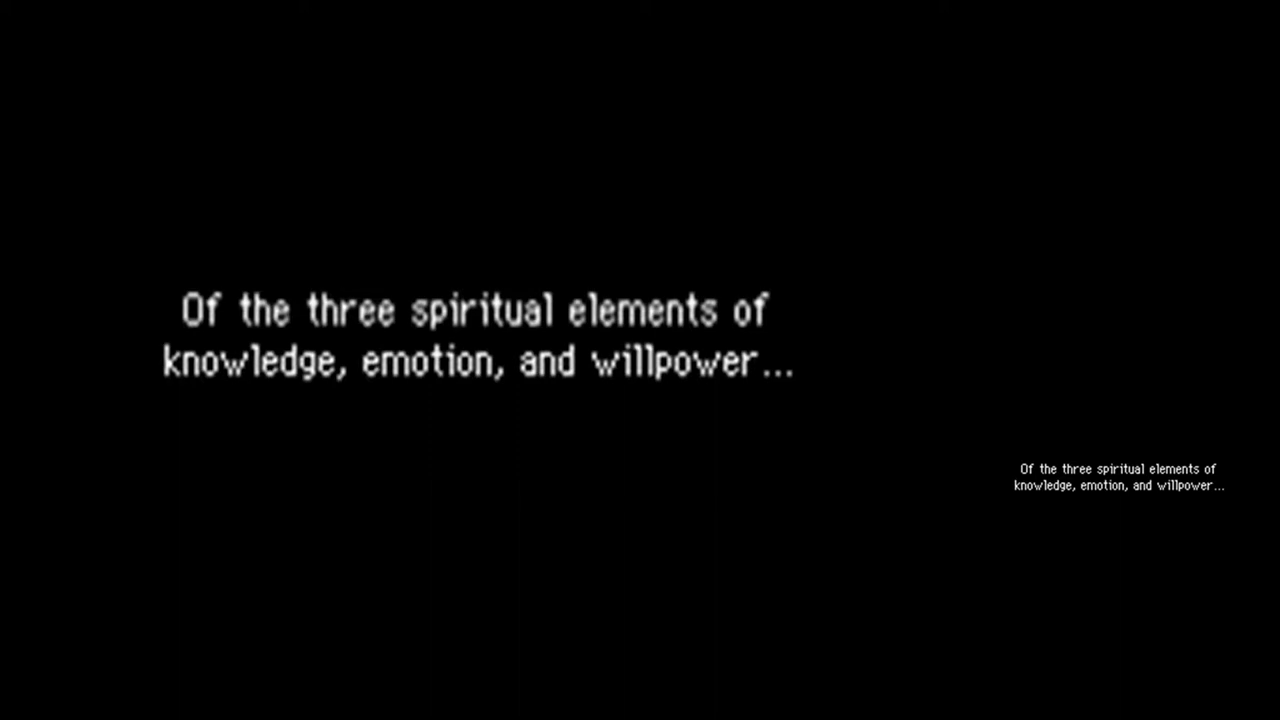 Of the three spiritual elements of
knowledge, emotion, and willpower...
Of the three spiritual elements of
knowledge, emotion, and willpower...